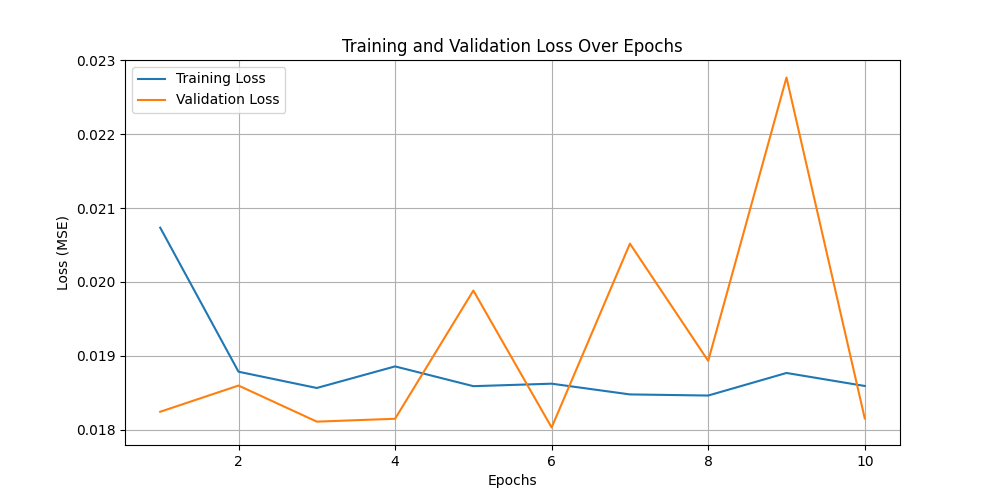 Training and Validation Loss Over Epochs
Training Loss
Validation Loss
Loss (MSE)
0.023
0.022
0.021
0.020
0.019
0.018
2 4 6 8 10
Epochs